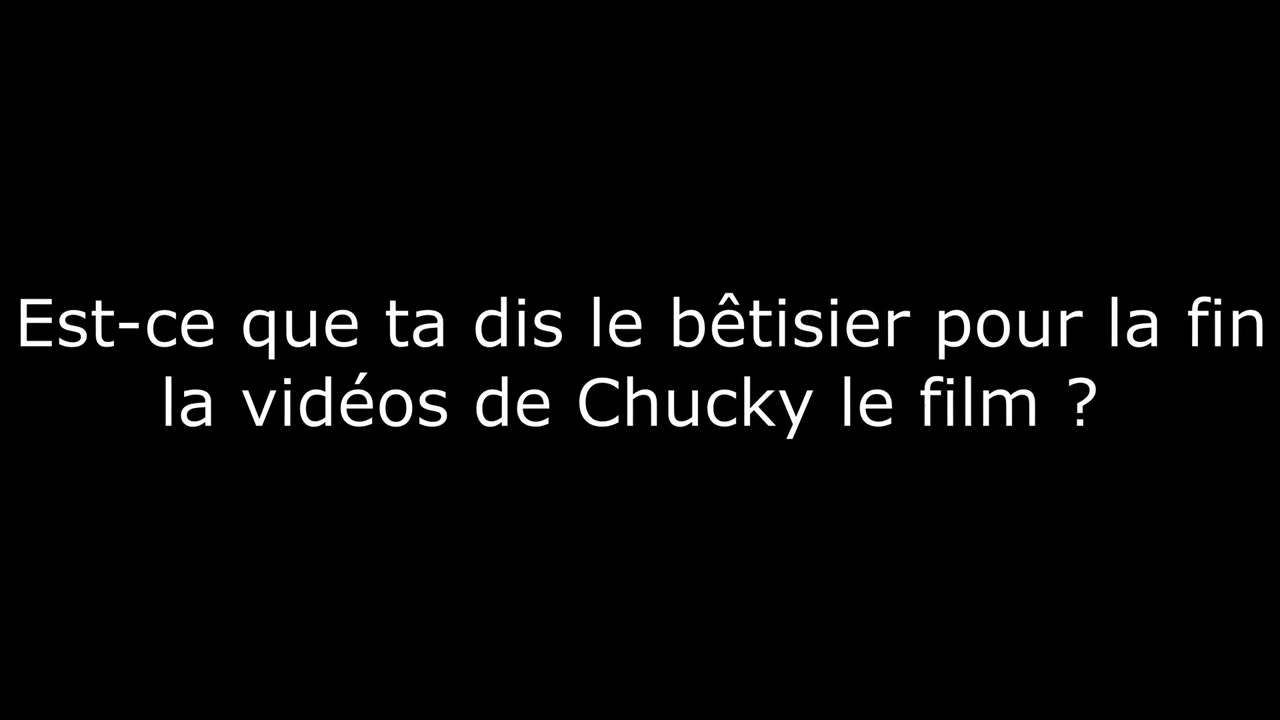 Est-ce que ta dis le bêtisier pour la fin
la vidéos de Chucky le film ?